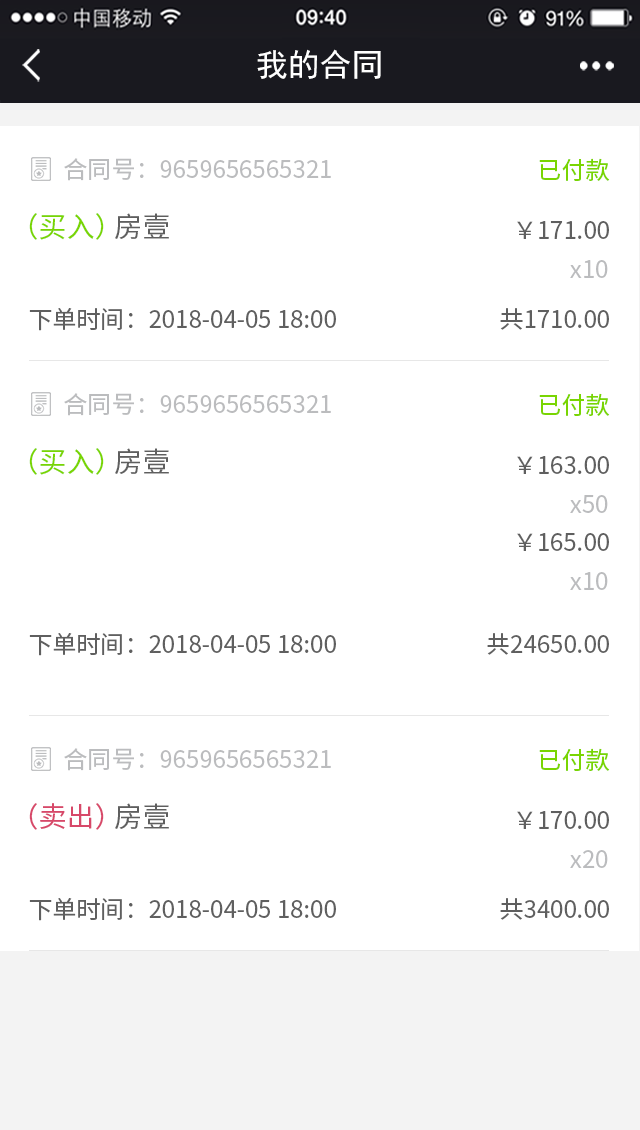 中国移动 09:40 91%
我的合同
合同号：9659656565321 已付款
(买入) 房壹 ￥171.00
x10
下单时间：2018-04-05 18:00 共1710.00
合同号：9659656565321 已付款
(买入) 房壹 ￥163.00
x50
￥165.00
x10
下单时间：2018-04-05 18:00 共24650.00
合同号：9659656565321 已付款
(卖出) 房壹 ￥170.00
x20
下单时间：2018-04-05 18:00 共3400.00